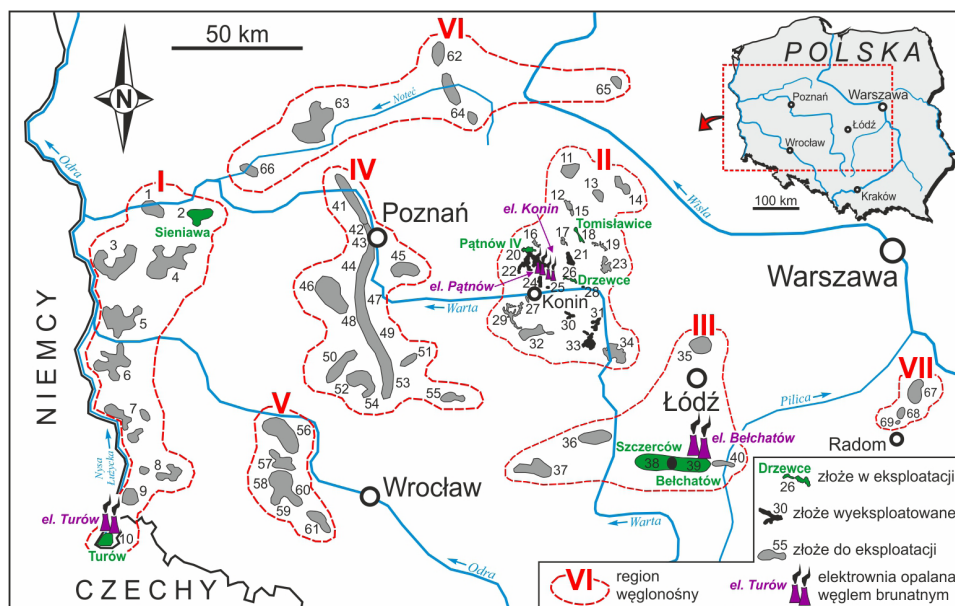 50 km
N
VI
62
63
Noteć
64
65
66
POLSKA
Poznań
Warszawa
Łódź
Wrocław
Kraków
100 km
Odra
I
1
2
Sieniawa
3
4
5
6
7
8
9
el. Turów
10
Turów
NIEMCY
CZECHY
Nysa
Łużycka
IV
41
42
43
Poznań
44
45
46
47
48
49
50
51
52
53
54
55
Warta
II
11
12
13
14
15
el. Konin
Tomisławice
16
17
18
19
Pątnów IV
20
21
22
23
el. Pątnów
24
25
26
Drzewce
27
28
Konin
29
30
31
32
33
34
Wisła
Warszawa
III
35
Łódź
el. Bełchatów
36
37
Szczerców
38
39
40
Bełchatów
Pilica
Warta
VII
67
68
69
Radom
V
56
57
58
59
60
61
Wrocław
Odra
Drzewce
26
złoże w eksploatacji
30
złoże wyeksploatowane
55
złoże do eksploatacji
VI
region
węglonośny
el. Turów
elektrownia opalana
węglem brunatnym